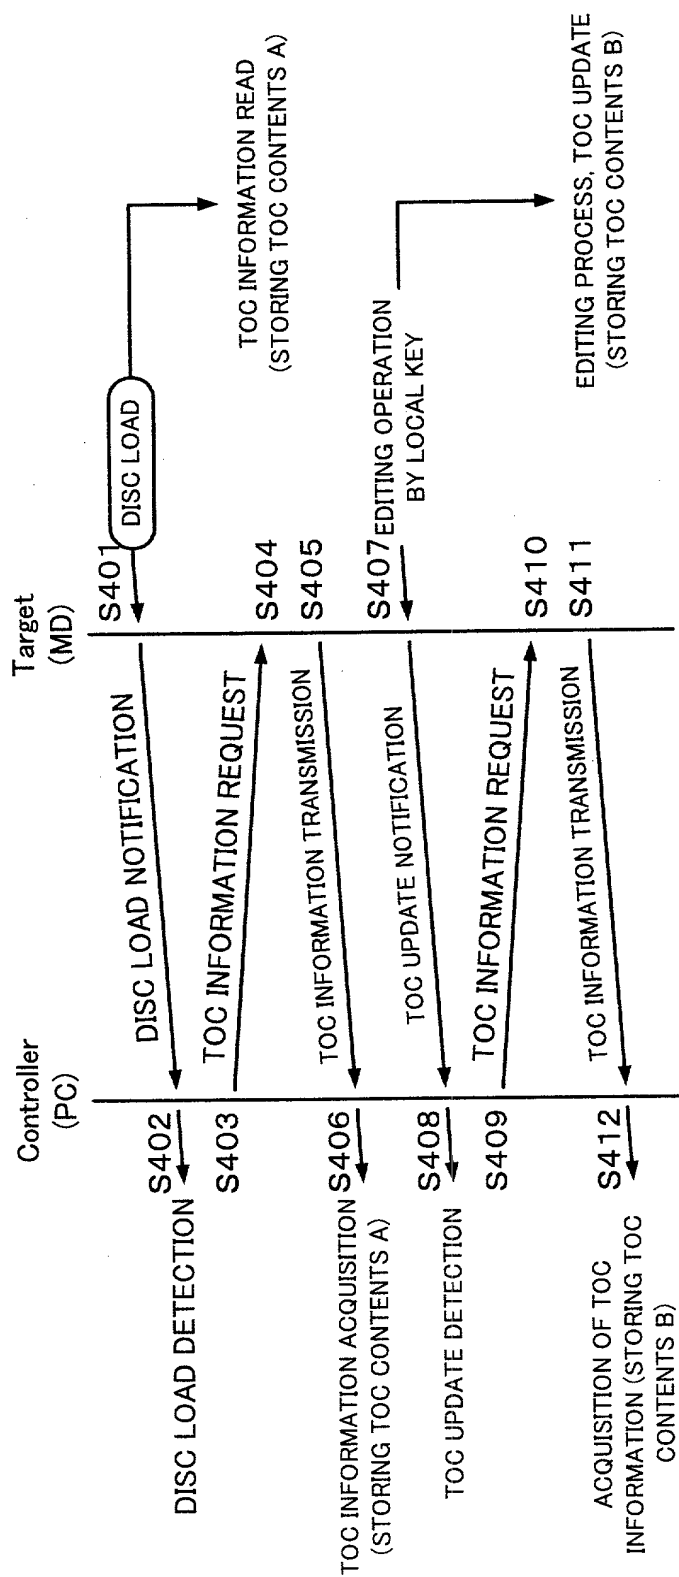 Controller
(PC)
Target
(MD)
S401
DISC LOAD
DISC LOAD NOTIFICATION
TOC INFORMATION READ
(STORING TOC CONTENTS A)
S402
DISC LOAD DETECTION
S403
TOC INFORMATION REQUEST
S404
S405
TOC INFORMATION TRANSMISSION
S406
TOC INFORMATION ACQUISITION
(STORING TOC CONTENTS A)
S407
EDITING OPERATION
BY LOCAL KEY
TOC UPDATE NOTIFICATION
S408
TOC UPDATE DETECTION
EDITING PROCESS, TOC UPDATE
(STORING TOC CONTENTS B)
S409
TOC INFORMATION REQUEST
S410
S411
TOC INFORMATION TRANSMISSION
S412
ACQUISITION OF TOC
INFORMATION (STORING TOC
CONTENTS B)